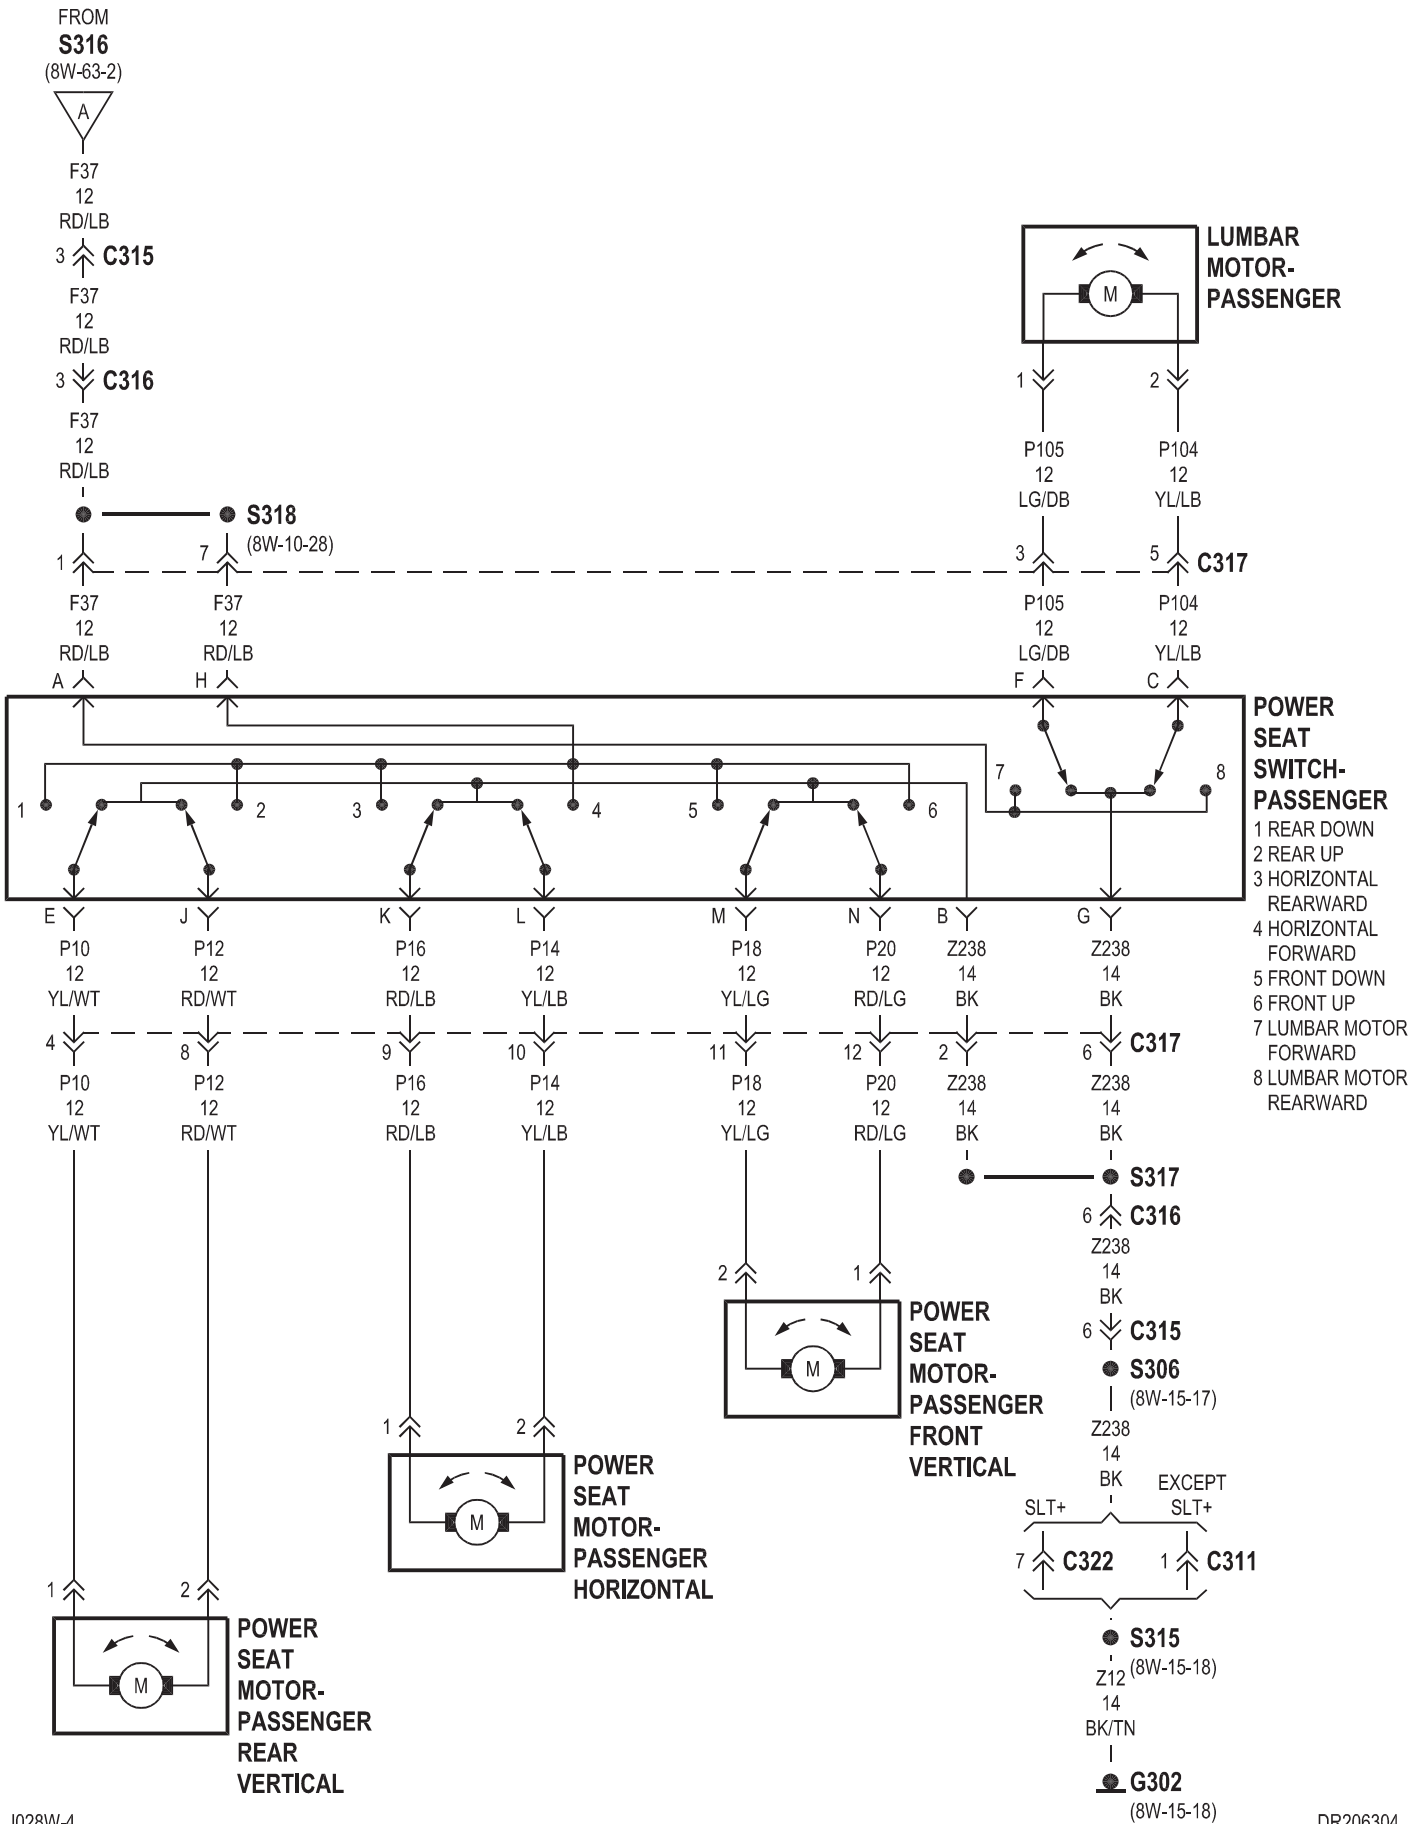 FROM
S316
(8W-63-2)
A
F37
12
RD/LB
3 C315
F37
12
RD/LB
3 C316
F37
12
RD/LB
S318
(8W-10-28)
1
7
F37
12
RD/LB
F37
12
RD/LB
A
H
LUMBAR
MOTOR-
PASSENGER
M
1
2
P105
12
LG/DB
P104
12
YL/LB
3
5
C317
P105
12
LG/DB
P104
12
YL/LB
F
C
1
2
3
4
5
6
7
8
POWER
SEAT
SWITCH-
PASSENGER
1 REAR DOWN
2 REAR UP
3 HORIZONTAL
REARWARD
4 HORIZONTAL
FORWARD
5 FRONT DOWN
6 FRONT UP
7 LUMBAR MOTOR
FORWARD
8 LUMBAR MOTOR
REARWARD
E
J
K
L
M
N
B
G
P10
12
YL/WT
P12
12
RD/WT
P16
12
RD/LB
P14
12
YL/LB
P18
12
YL/LG
P20
12
RD/LG
Z238
14
BK
Z238
14
BK
4
8
9
10
11
12
2
6
C317
P10
12
YL/WT
P12
12
RD/WT
P16
12
RD/LB
P14
12
YL/LB
P18
12
YL/LG
P20
12
RD/LG
Z238
14
BK
Z238
14
BK
S317
6 C316
Z238
14
BK
6 C315
S306
(8W-15-17)
Z238
14
BK
SLT+
EXCEPT
SLT+
7 C322
1 C311
S315
(8W-15-18)
Z12
14
BK/TN
G302
(8W-15-18)
2
1
M
POWER
SEAT
MOTOR-
PASSENGER
FRONT
VERTICAL
1
2
M
POWER
SEAT
MOTOR-
PASSENGER
HORIZONTAL
1
2
M
POWER
SEAT
MOTOR-
PASSENGER
REAR
VERTICAL
J028W-4
DR206304